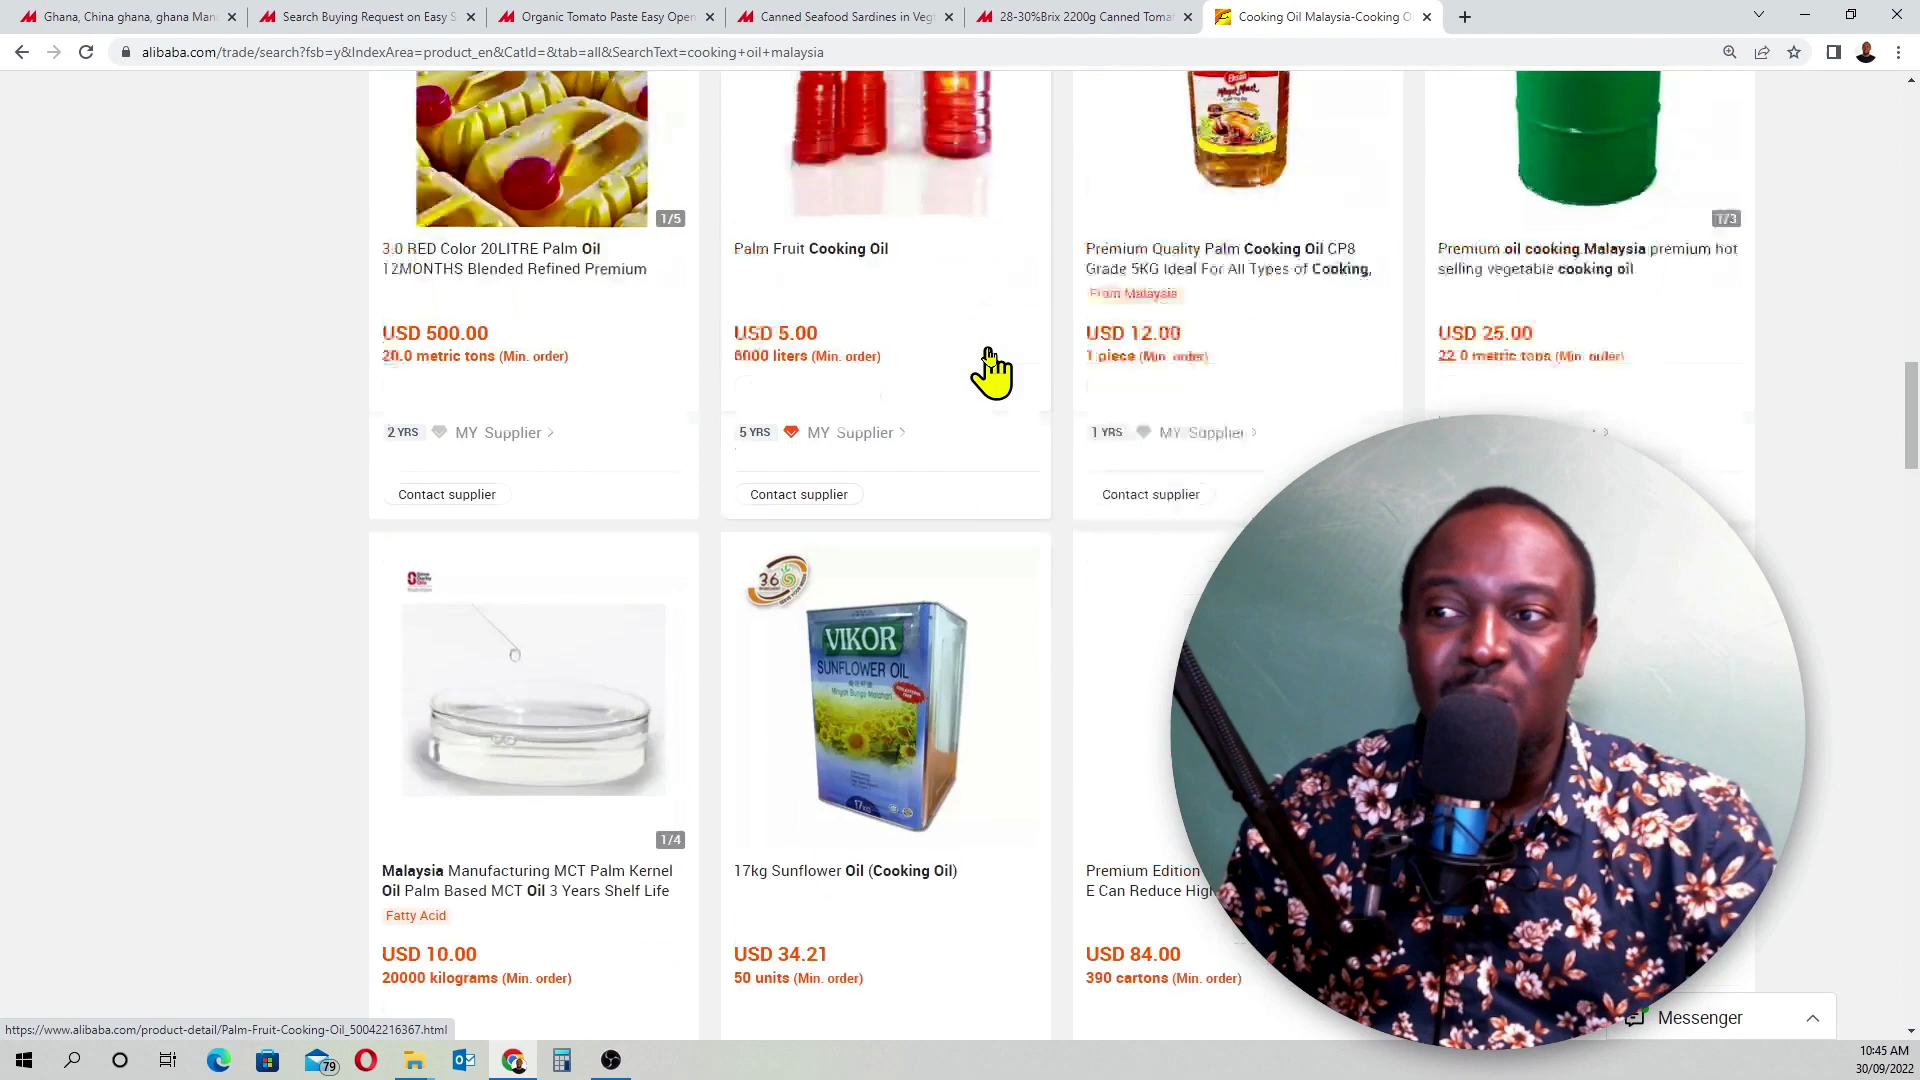 Ghana, China ghana, ghana Man
Search Buying Request on Easy S
Organic Tomato Paste Easy Open
Canned Seafood Sardines in Veg
28-30%Brix 2200g Canned Toma
Cooking Oil Malaysia-Cooking O
alibaba.com/trade/search?fsb=y&IndexArea=product_en&CatId=&tab=all&SearchText=cooking+oil+malaysia
1/5
1/3
3.0 RED Color 20LITRE Palm Oil
12MONTHS Blended Refined Premium
USD 500.00
20.0 metric tons (Min. order)
2 YRS MY Supplier >
Contact supplier
Palm Fruit Cooking Oil
USD 5.00
6000 liters (Min. order)
5 YRS MY Supplier >
Contact supplier
Premium Quality Palm Cooking Oil CP8
Grade 5KG Ideal For All Types of Cooking,
From Malaysia
USD 12.00
1 piece (Min. order)
1 YRS MY Supplier >
Contact supplier
Premium oil cooking Malaysia premium hot
selling vegetable cooking oil
USD 25.00
22.0 metric tons (Min. order)
1/4
Malaysia Manufacturing MCT Palm Kernel
Oil Palm Based MCT Oil 3 Years Shelf Life
Fatty Acid
USD 10.00
20000 kilograms (Min. order)
36
VIKOR
SUNFLOWER OIL
Minyak Bunga Matahari
17KG
17kg Sunflower Oil (Cooking Oil)
USD 34.21
50 units (Min. order)
Premium Edition
E Can Reduce High
USD 84.00
390 cartons (Min. order)
Messenger
https://www.alibaba.com/product-detail/Palm-Fruit-Cooking-Oil_50042216367.html
79
10:45 AM
30/09/2022